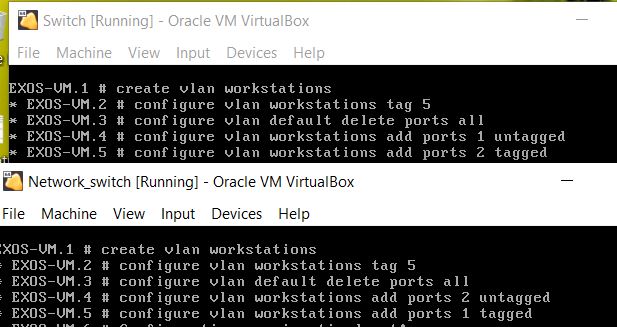 Switch [Running] - Oracle VM VirtualBox
File Machine View Input Devices Help
EXOS-VM.1 # create vlan workstations
* EXOS-VM.2 # configure vlan workstations tag 5
* EXOS-VM.3 # configure vlan default delete ports all
* EXOS-VM.4 # configure vlan workstations add ports 1 untagged
* EXOS-VM.5 # configure vlan workstations add ports 2 tagged
Network_switch [Running] - Oracle VM VirtualBox
File Machine View Input Devices Help
EXOS-VM.1 # create vlan workstations
* EXOS-VM.2 # configure vlan workstations tag 5
* EXOS-VM.3 # configure vlan default delete ports all
* EXOS-VM.4 # configure vlan workstations add ports 2 untagged
* EXOS-VM.5 # configure vlan workstations add ports 1 tagged